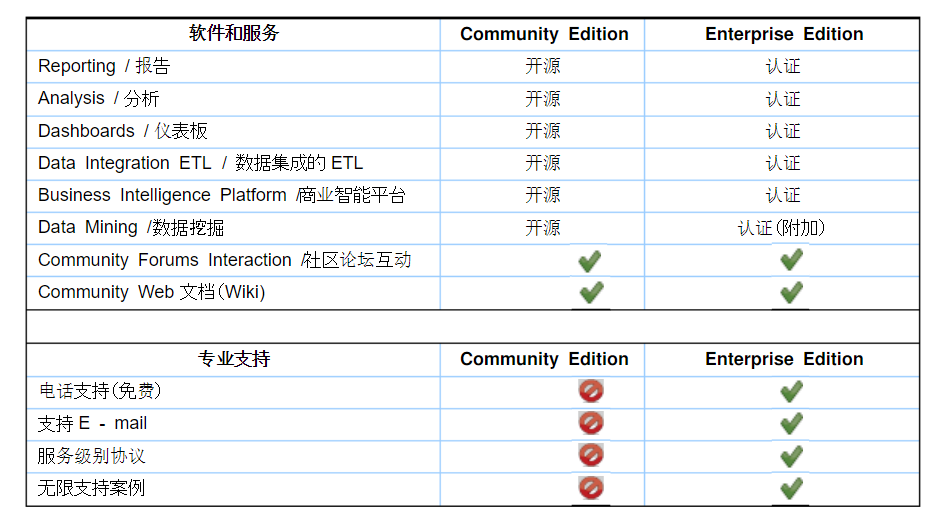 软件和服务 Community Edition Enterprise Edition
Reporting / 报告 开源 认证
Analysis / 分析 开源 认证
Dashboards / 仪表板 开源 认证
Data Integration ETL / 数据集成的 ETL 开源 认证
Business Intelligence Platform /商业智能平台 开源 认证
Data Mining /数据挖掘 开源 认证(附加)
Community Forums Interaction /社区论坛互动
Community Web 文档(Wiki)
专业支持 Community Edition Enterprise Edition
电话支持(免费)
支持 E - mail
服务级别协议
无限支持案例